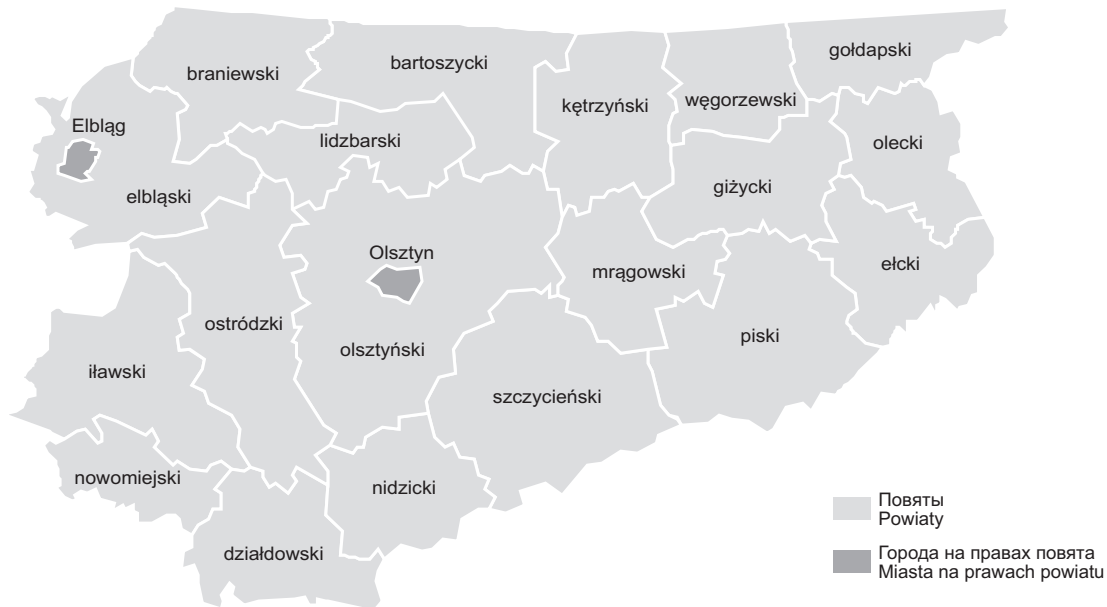 gołdapski
bartoszycki
braniewski
kętrzyński
węgorzewski
Elbląg
lidzbarski
olecki
elbląski
giżycki
Olsztyn
mrągowski
ełcki
ostródzki
piski
olsztyński
iławski
szczycieński
nowomiejski
nidzicki
działdowski
Повяты
Powiaty
Города на правах повята
Miasta na prawach powiatu